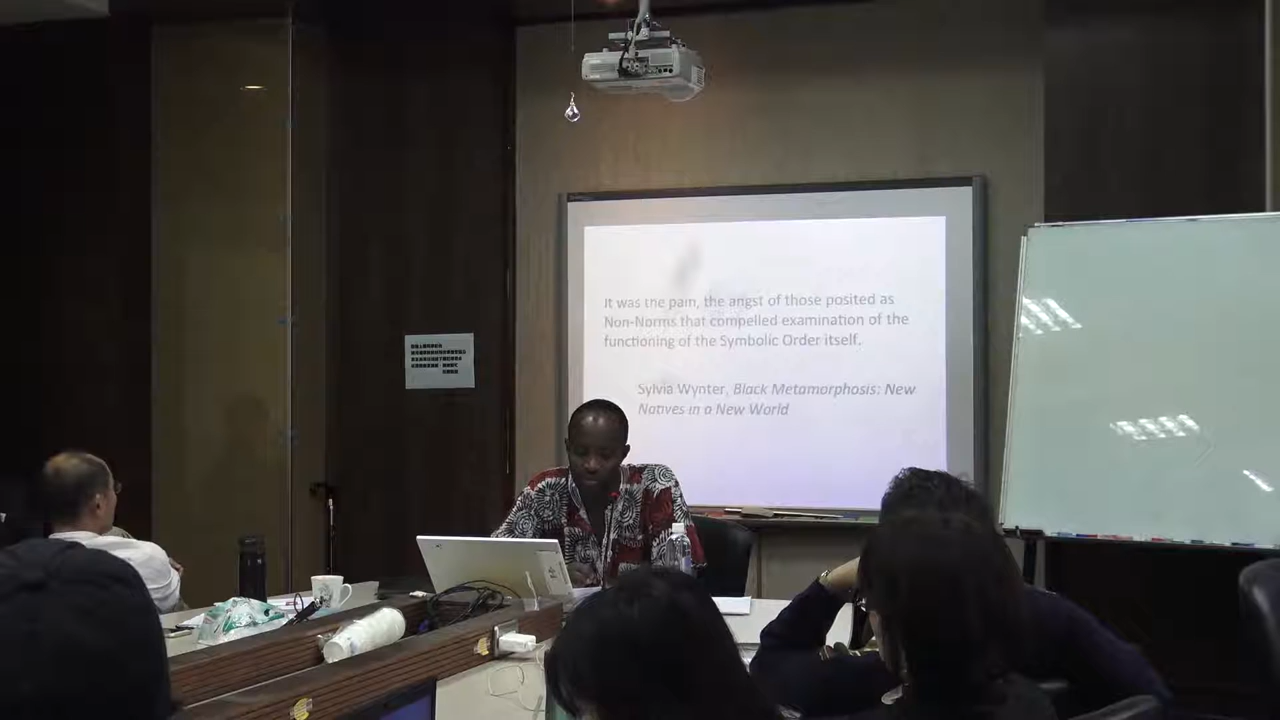 It was the pain, the angst of those posited as
Non-Norms that compelled examination of the
functioning of the Symbolic Order itself.
Sylvia Wynter, Black Metamorphosis: New
Natives in a New World